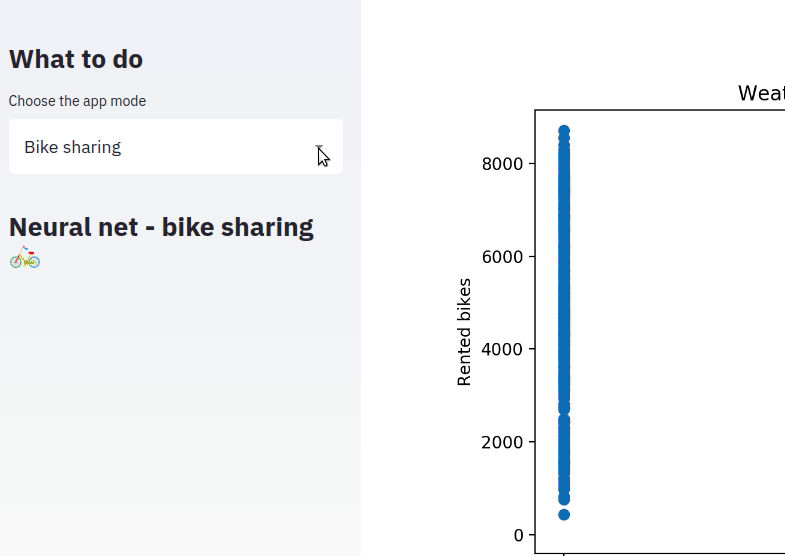 What to do
Choose the app mode
Bike sharing
Neural net - bike sharing
🚲
Weat
8000
6000
Rented bikes
4000
2000
0